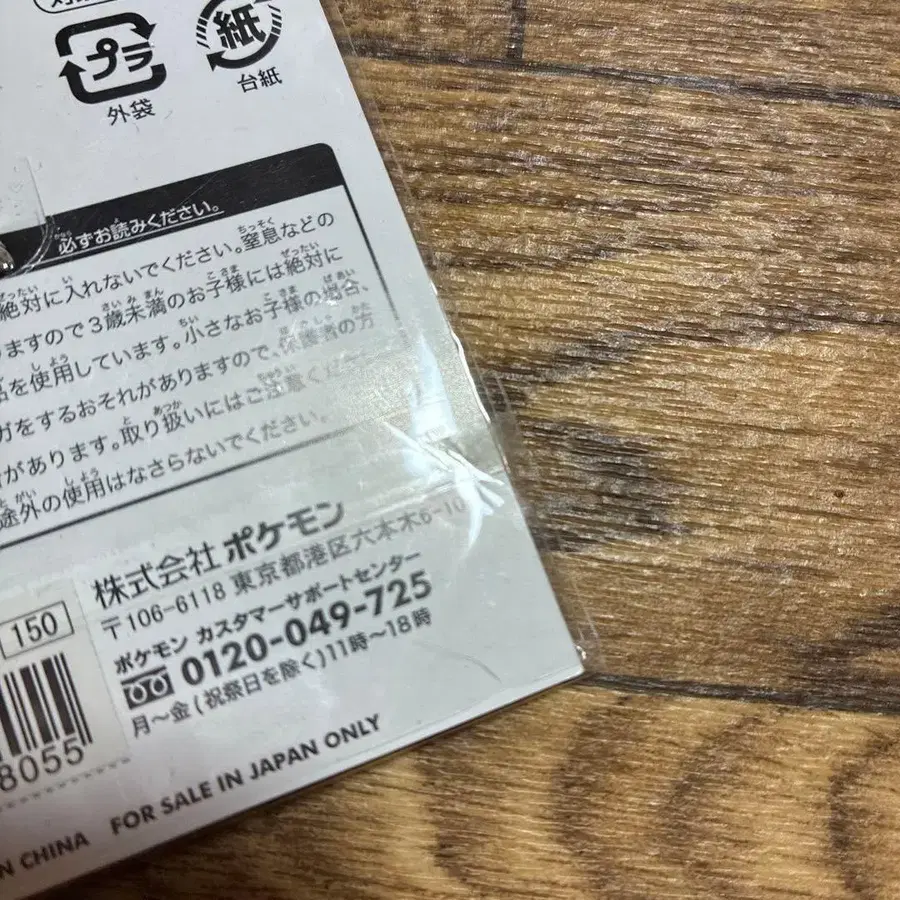 プラ
外袋
紙
台紙
必ずお読みください。
絶対に入れないでください。窒息などの
りますので3歳未満のお子様には絶対に
を使用しています。小さなお子様の場合、
ガをするおそれがありますので、保護者の方
があります。取り扱いにはご注意ください。
途外の使用はなさらないでください。
株式会社 ポケモン
〒106-6118 東京都港区六本木6-10
ポケモン カスタマーサポートセンター
0120-049-725
月〜金(祝祭日を除く)11時〜18時
150
8055
N CHINA FOR SALE IN JAPAN ONLY